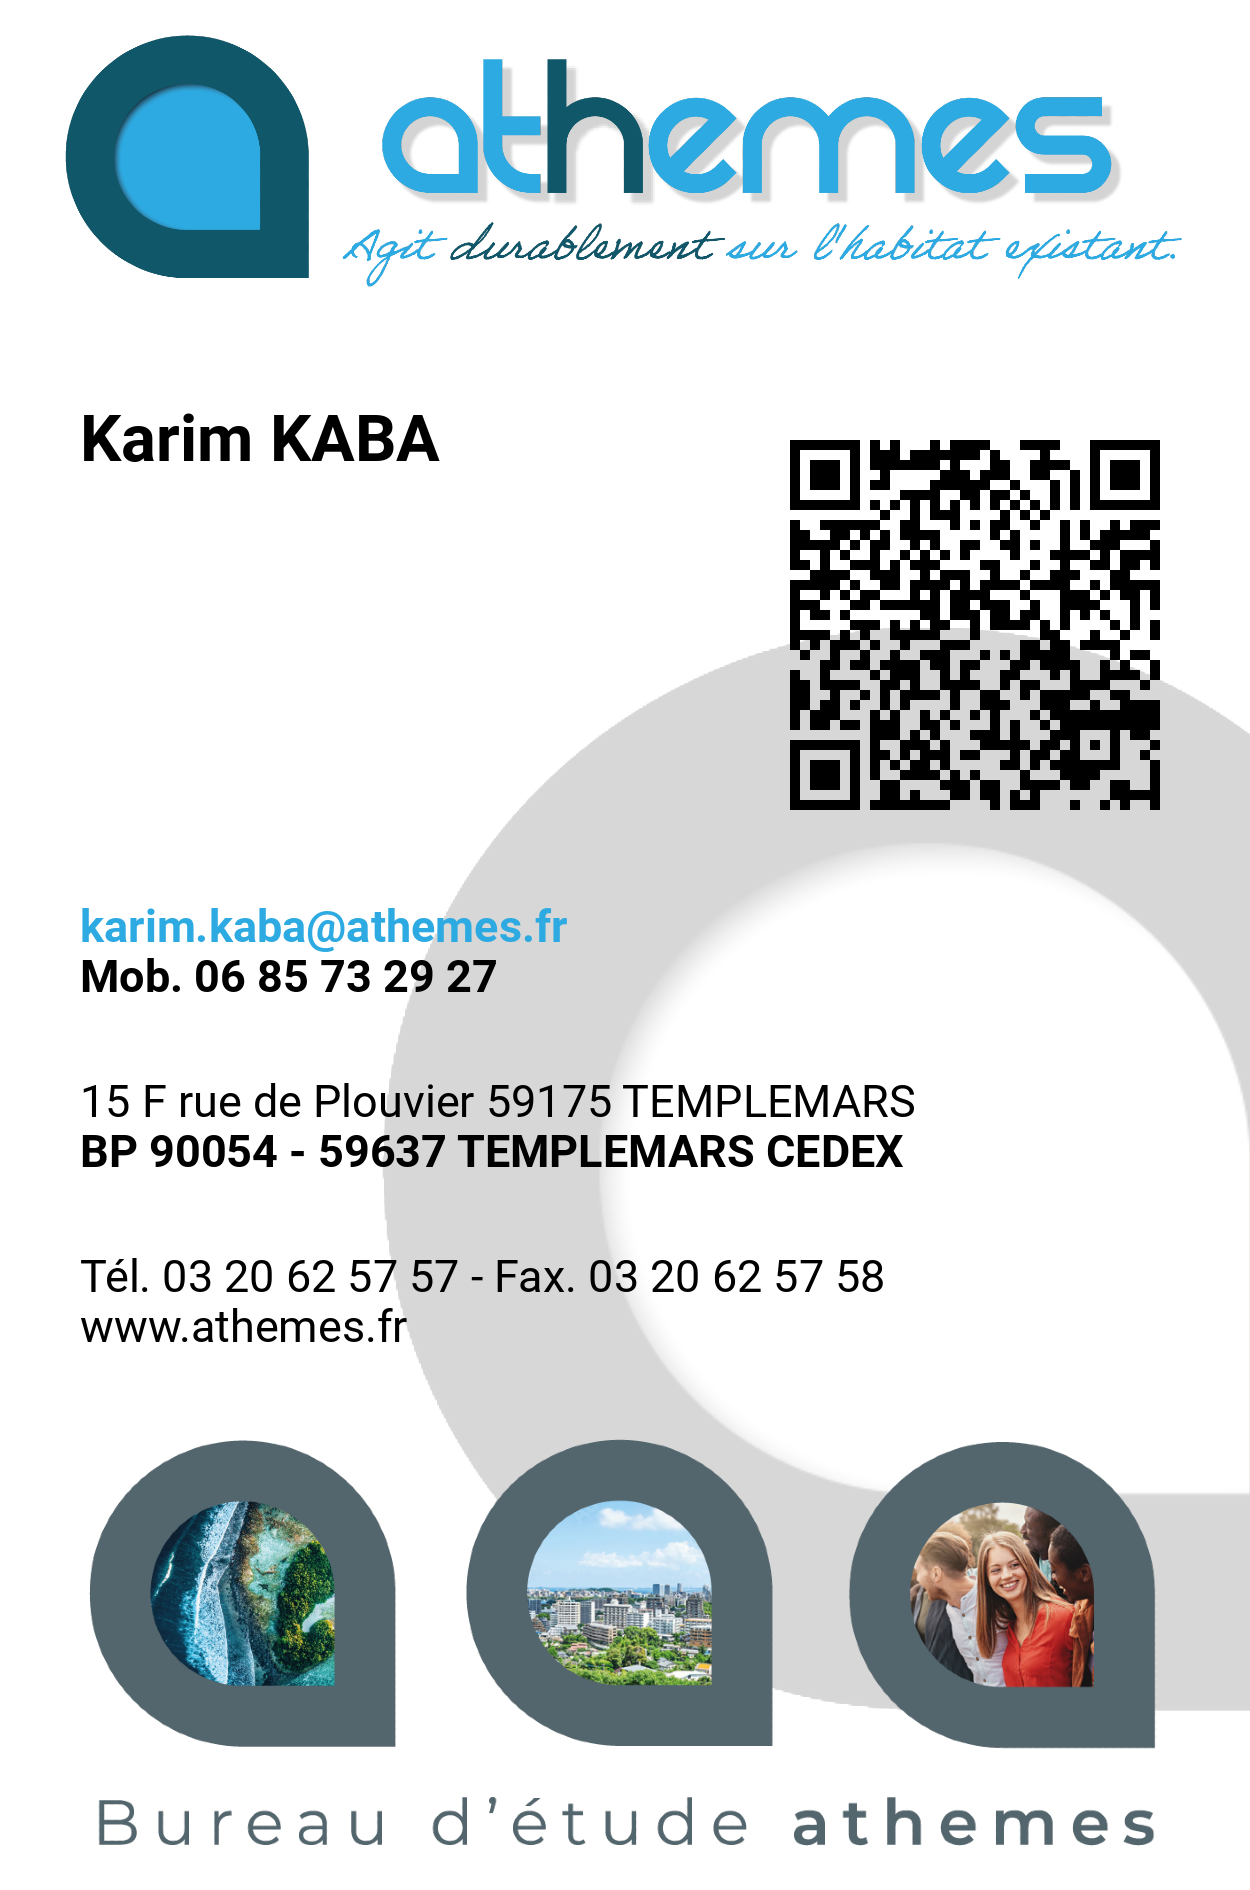 athemes
Agit durablement sur l'habitat existant.
Karim KABA
karim.kaba@athemes.fr
Mob. 06 85 73 29 27
15 F rue de Plouvier 59175 TEMPLEMARS
BP 90054 - 59637 TEMPLEMARS CEDEX
Tél. 03 20 62 57 57 - Fax. 03 20 62 57 58
www.athemes.fr
Bureau d’étude athemes